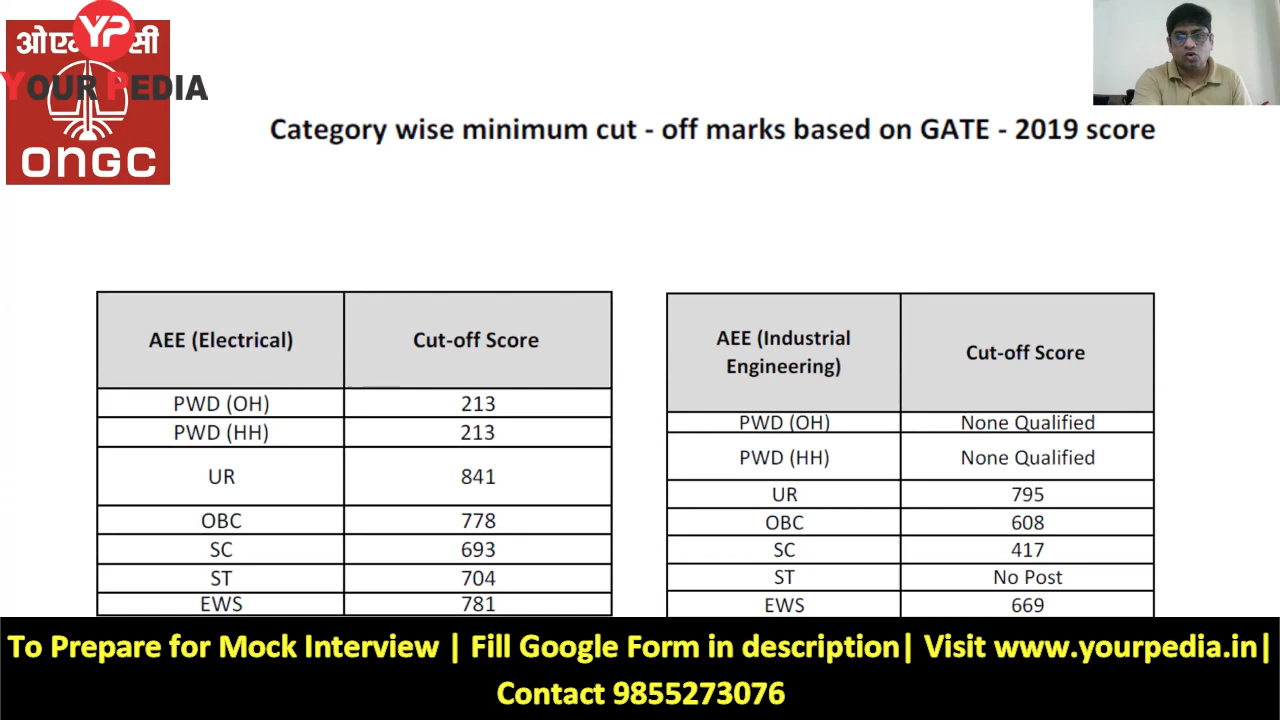 YP
YOUR PEDIA
ONGC
Category wise minimum cut - off marks based on GATE - 2019 score
AEE (Electrical) Cut-off Score
PWD (OH) 213
PWD (HH) 213
UR 841
OBC 778
SC 693
ST 704
EWS 781
AEE (Industrial
Engineering) Cut-off Score
PWD (OH) None Qualified
PWD (HH) None Qualified
UR 795
OBC 608
SC 417
ST No Post
EWS 669
To Prepare for Mock Interview | Fill Google Form in description| Visit www.yourpedia.in|
Contact 9855273076